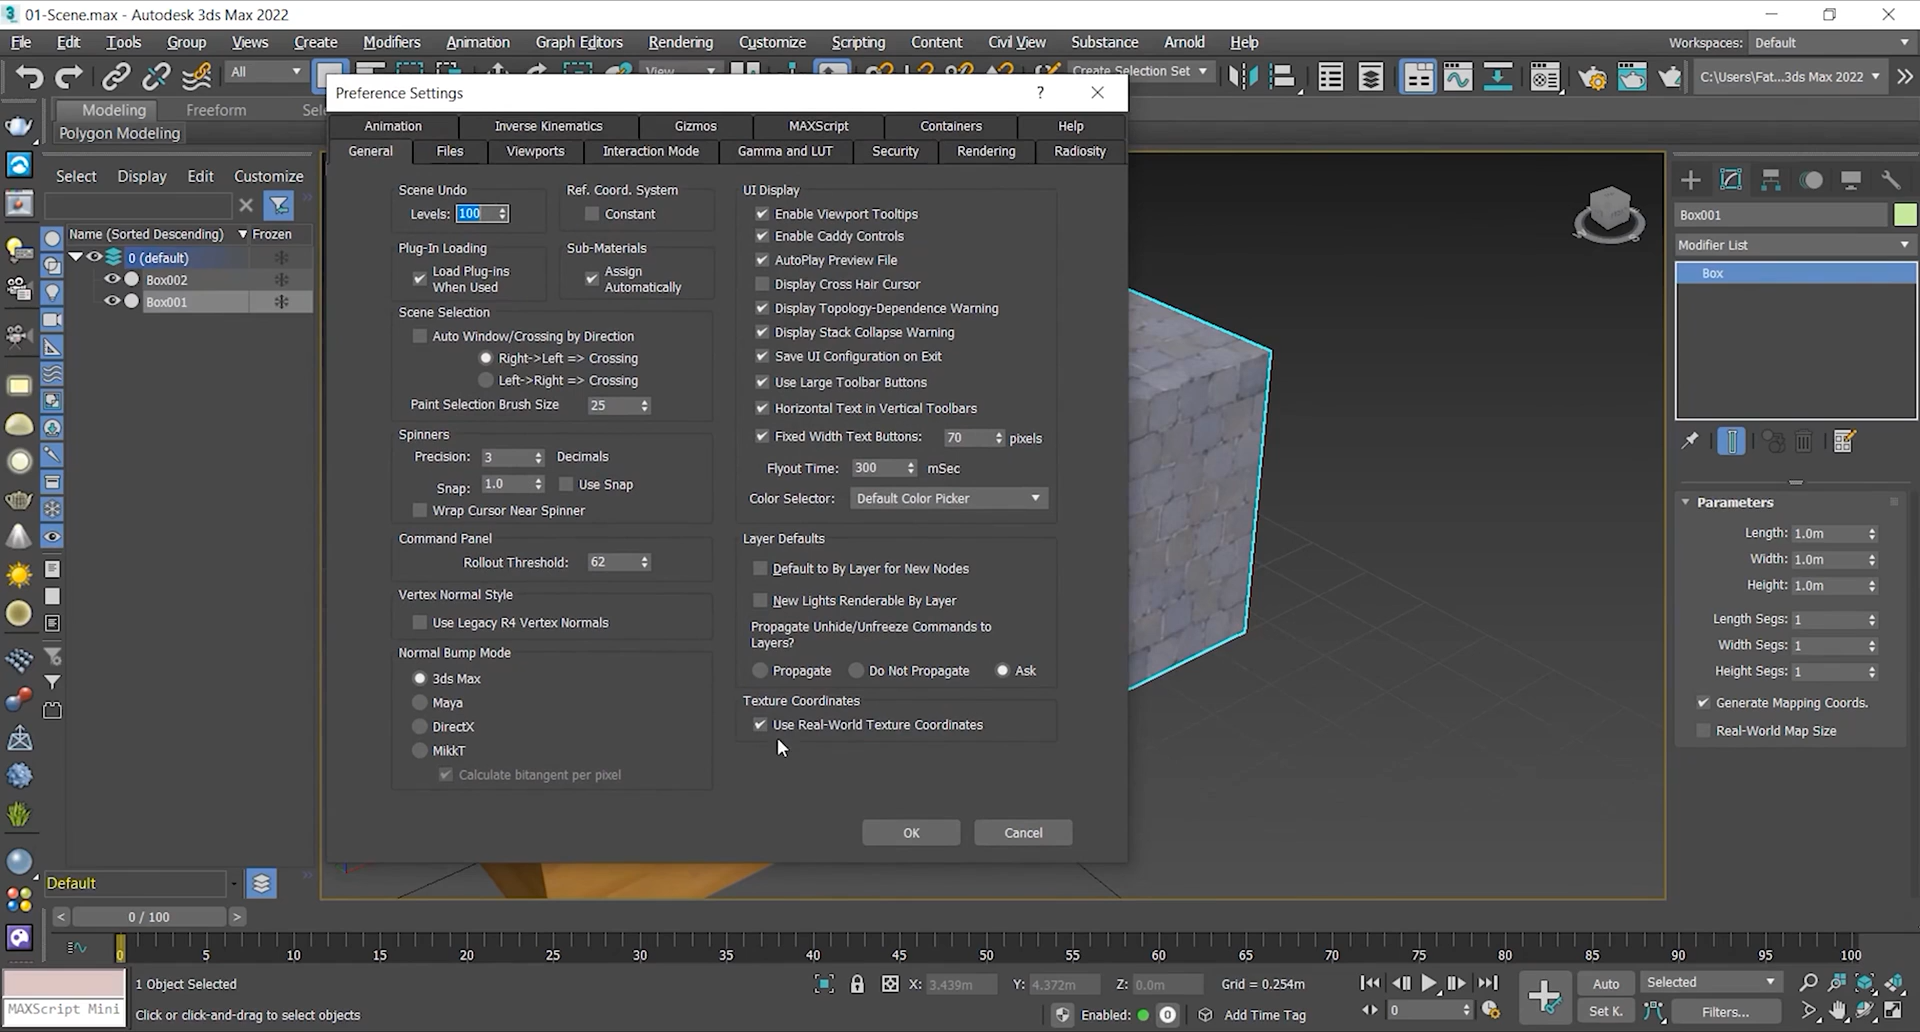 01-Scene.max - Autodesk 3ds Max 2022
File Edit Tools Group Views Create Modifiers Animation Graph Editors Rendering Customize Scripting Content Civil View Substance Arnold Help
Workspaces: Default
All
View
Create Selection Set
C:\Users\Fat...3ds Max 2022
Modeling Freeform
Polygon Modeling
Select Display Edit Customize
Name (Sorted Descending) Frozen
0 (default)
Box002
Box001
Preference Settings
Animation Inverse Kinematics Gizmos MAXScript Containers Help
General Files Viewports Interaction Mode Gamma and LUT Security Rendering Radiosity
Scene Undo
Levels: 100
Ref. Coord. System
Constant
Plug-In Loading
Load Plug-ins
When Used
Sub-Materials
Assign
Automatically
Scene Selection
Auto Window/Crossing by Direction
Right->Left => Crossing
Left->Right => Crossing
Paint Selection Brush Size 25
Spinners
Precision: 3 Decimals
Snap: 1.0 Use Snap
Wrap Cursor Near Spinner
Command Panel
Rollout Threshold: 62
Vertex Normal Style
Use Legacy R4 Vertex Normals
Normal Bump Mode
3ds Max
Maya
DirectX
MikkT
Calculate bitangent per pixel
UI Display
Enable Viewport Tooltips
Enable Caddy Controls
AutoPlay Preview File
Display Cross Hair Cursor
Display Topology-Dependence Warning
Display Stack Collapse Warning
Save UI Configuration on Exit
Use Large Toolbar Buttons
Horizontal Text in Vertical Toolbars
Fixed Width Text Buttons: 70 pixels
Flyout Time: 300 mSec
Color Selector: Default Color Picker
Layer Defaults
Default to By Layer for New Nodes
New Lights Renderable By Layer
Propagate Unhide/Unfreeze Commands to
Layers?
Propagate Do Not Propagate Ask
Texture Coordinates
Use Real-World Texture Coordinates
OK Cancel
Box001
Modifier List
Box
Parameters
Length: 1.0m
Width: 1.0m
Height: 1.0m
Length Segs: 1
Width Segs: 1
Height Segs: 1
Generate Mapping Coords.
Real-World Map Size
Default
0 / 100
0 5 10 15 20 25 30 35 40 45 50 55 60 65 70 75 80 85 90 95 100
MAXScript Mini
1 Object Selected
Click or click-and-drag to select objects
X: 3.439m Y: 4.372m Z: 0.0m Grid = 0.254m
Enabled: 0 Add Time Tag
0
Auto Selected
Set K. Filters...